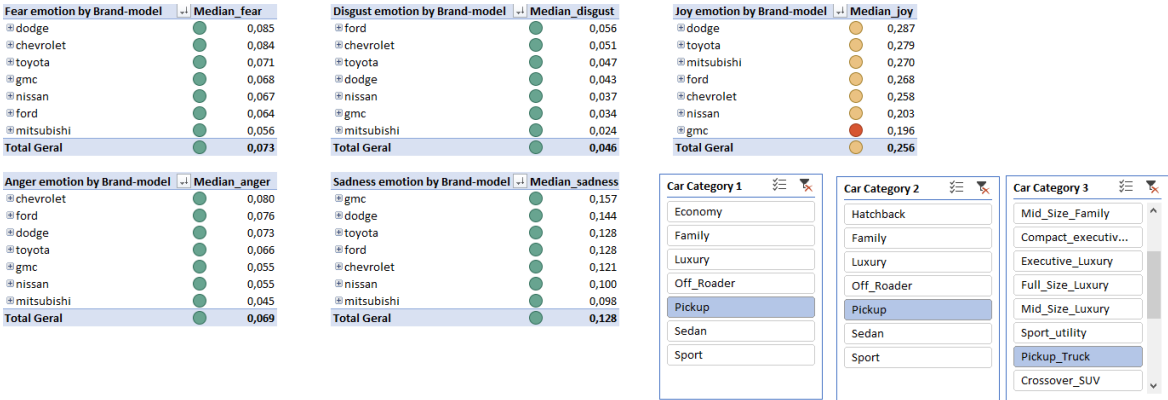 Fear emotion by Brand-model Median_fear
dodge 0,085
chevrolet 0,084
toyota 0,071
gmc 0,068
nissan 0,067
ford 0,064
mitsubishi 0,056
Total Geral 0,073
Disgust emotion by Brand-model Median_disgust
ford 0,056
chevrolet 0,051
toyota 0,047
dodge 0,043
nissan 0,037
gmc 0,034
mitsubishi 0,024
Total Geral 0,046
Joy emotion by Brand-model Median_joy
dodge 0,287
toyota 0,279
mitsubishi 0,270
ford 0,268
chevrolet 0,258
nissan 0,203
gmc 0,196
Total Geral 0,256
Anger emotion by Brand-model Median_anger
chevrolet 0,080
ford 0,076
dodge 0,073
toyota 0,066
gmc 0,055
nissan 0,055
mitsubishi 0,045
Total Geral 0,069
Sadness emotion by Brand-model Median_sadness
gmc 0,157
dodge 0,144
toyota 0,128
ford 0,128
chevrolet 0,121
nissan 0,100
mitsubishi 0,098
Total Geral 0,128
Car Category 1
Economy
Family
Luxury
Off_Roader
Pickup
Sedan
Sport
Car Category 2
Hatchback
Family
Luxury
Off_Roader
Pickup
Sedan
Sport
Car Category 3
Mid_Size_Family
Compact_executiv...
Executive_Luxury
Full_Size_Luxury
Mid_Size_Luxury
Sport_utility
Pickup_Truck
Crossover_SUV